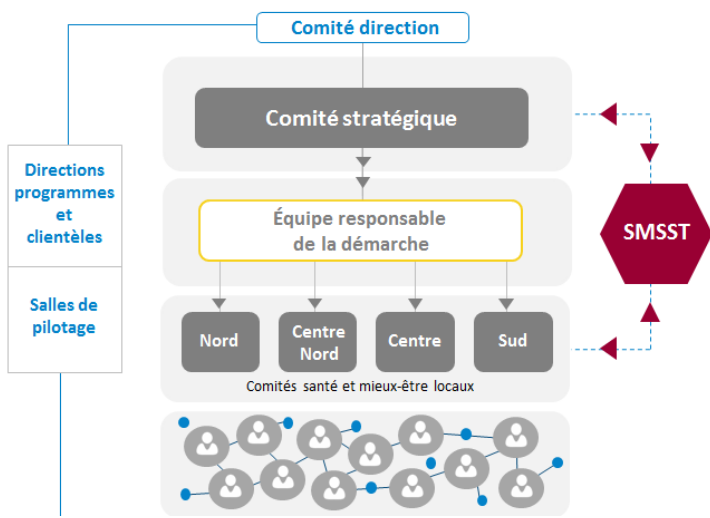 Comité direction
Comité stratégique
Directions
programmes
et
clientèles
Salles de
pilotage
Équipe responsable
de la démarche
SMSST
Nord
Centre
Nord
Centre
Sud
Comités santé et mieux-être locaux